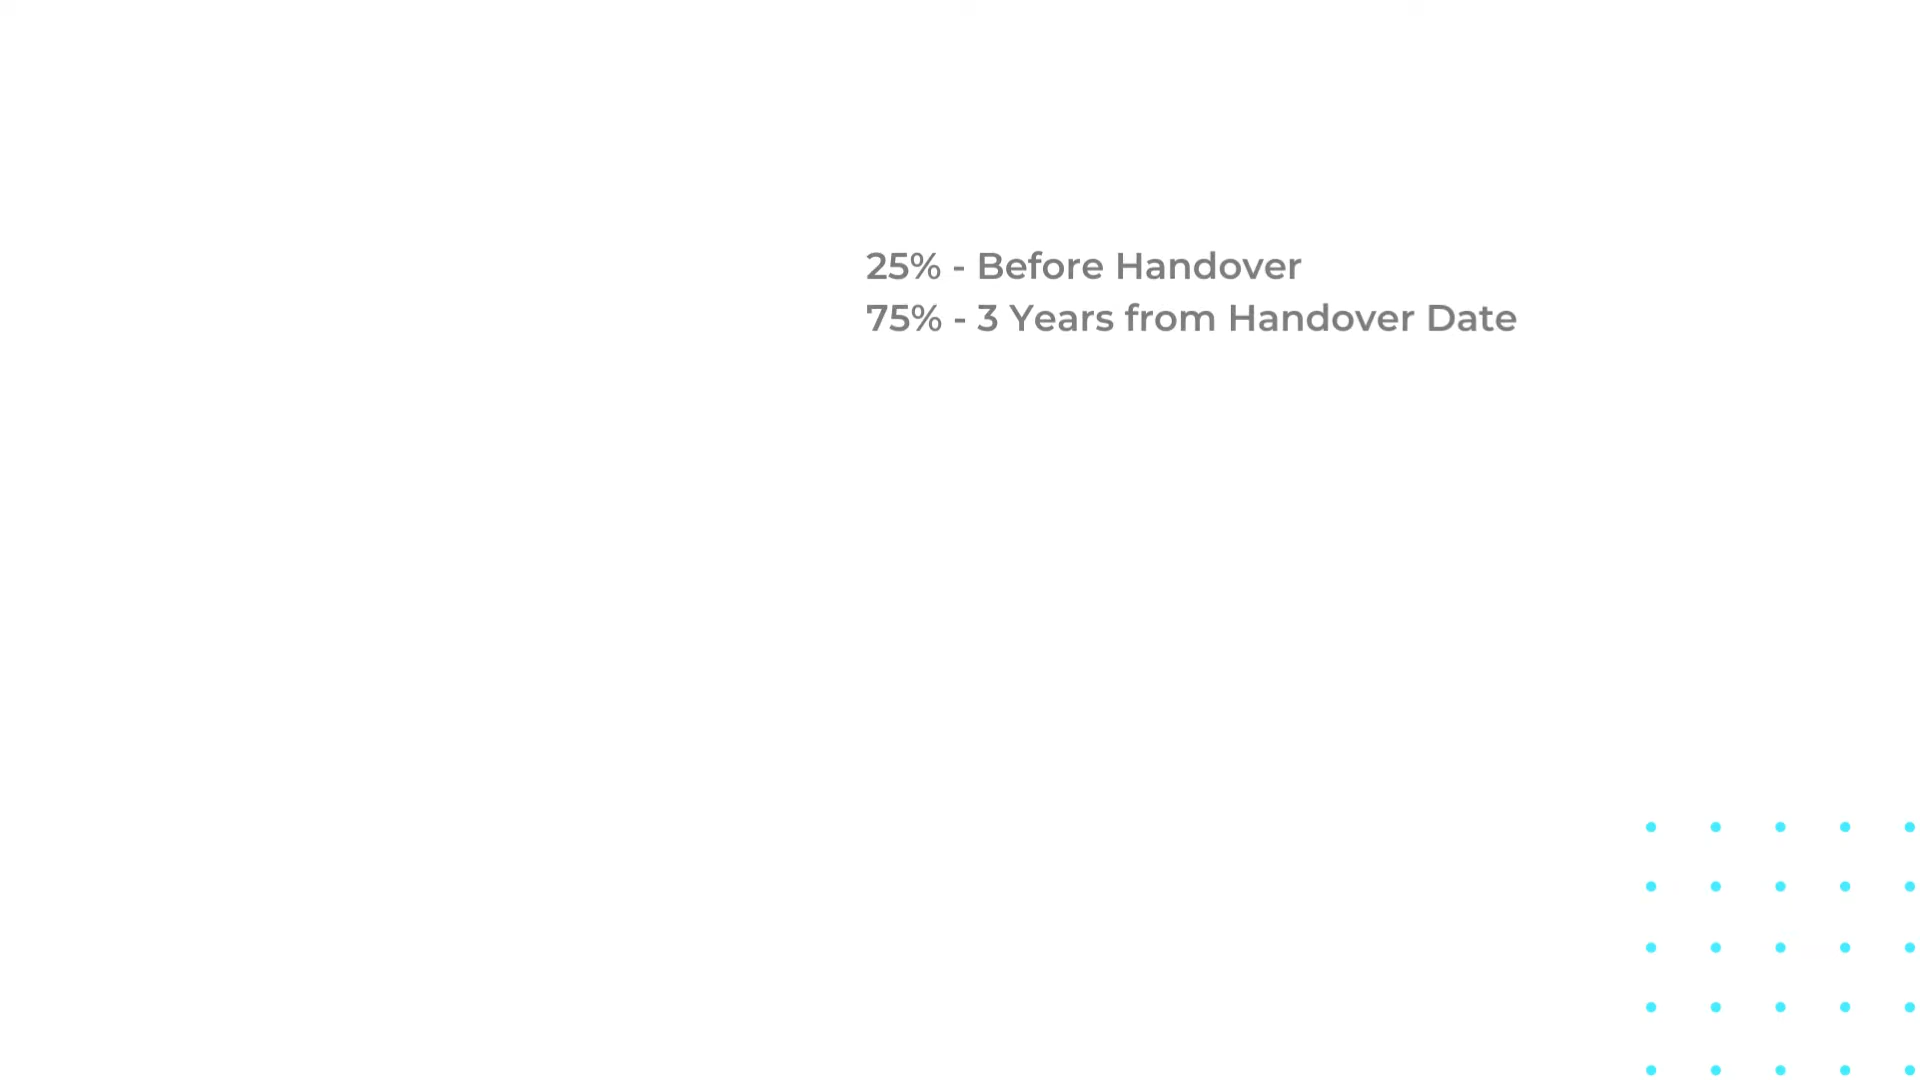 25% - Before Handover
75% - 3 Years from Handover Date